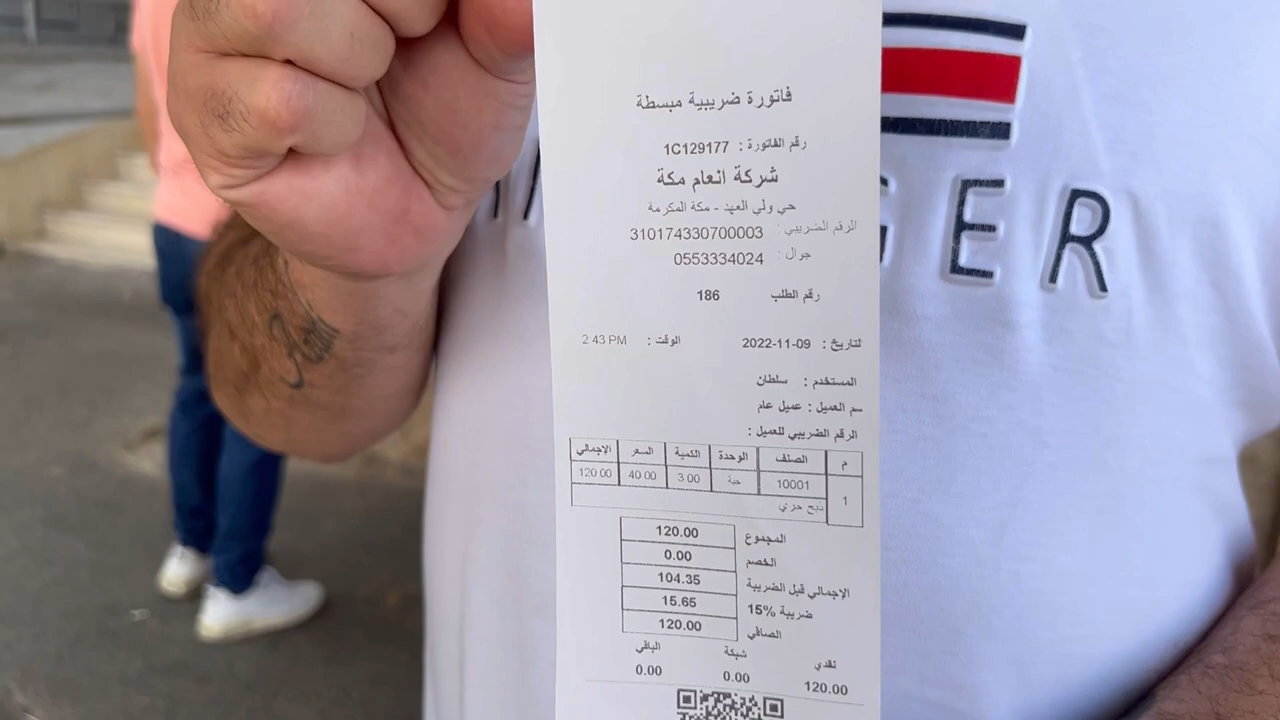 فاتورة ضريبية مبسطة
رقم الفاتورة : 1C129177
شركة انعام مكة
حي ولي العهد - مكة المكرمة
الرقم الضريبي : 310174330700003
جوال : 0553334024
رقم الطلب 186
لتاريخ : 2022-11-09 الوقت : 2:43 PM
المستخدم : سلطان
سم العميل : عميل عام
الرقم الضريبي للعميل :
م الصنف الوحدة الكمية السعر الإجمالي
1 10001 حبة 3.00 40.00 120.00
المجموع 120.00
الخصم 0.00
الإجمالي قبل الضريبة 104.35
ضريبة 15% 15.65
الصافي 120.00
نقدي شبكة الباقي
120.00 0.00 0.00
GER